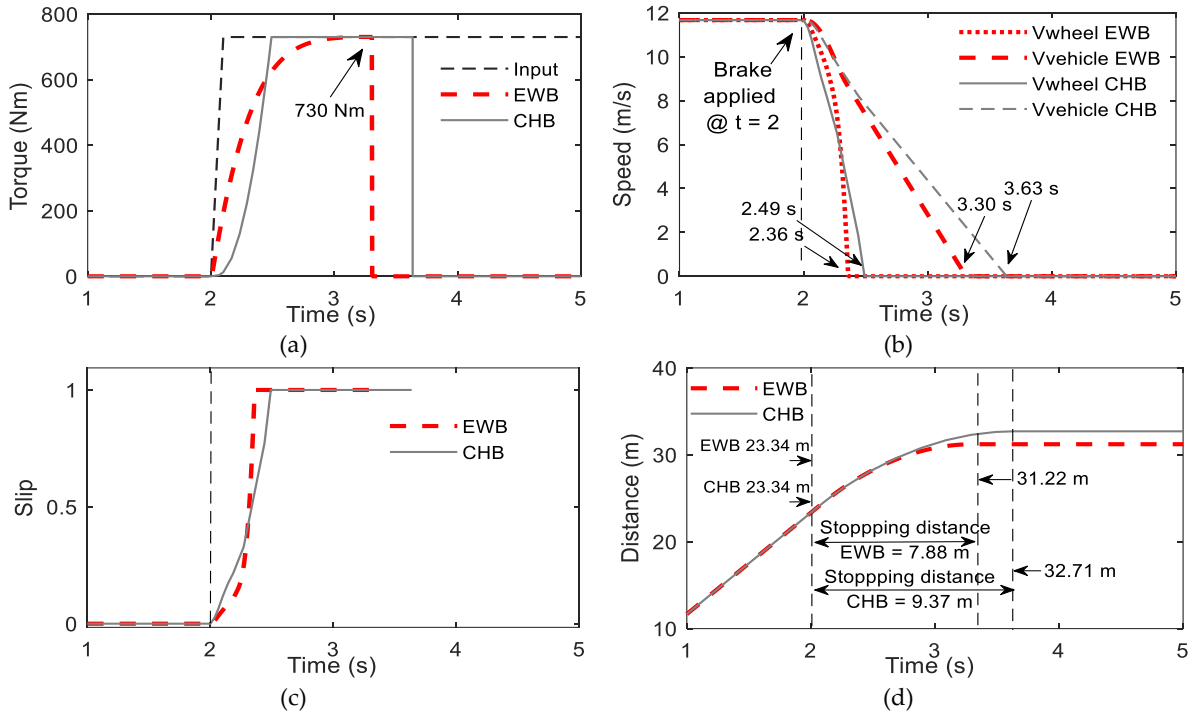 800
600
400
200
0
Torque (Nm)
Input
EWB
CHB
730 Nm
1 2 3 4 5
Time (s)
(a)
12
10
8
6
4
2
0
Speed (m/s)
Brake
applied
@ t = 2
Vwheel EWB
Vvehicle EWB
Vwheel CHB
Vvehicle CHB
2.49 s
2.36 s
3.30 s
3.63 s
1 2 3 4 5
Time (s)
(b)
1
0.5
0
Slip
EWB
CHB
1 2 3 4 5
Time (s)
(c)
40
30
20
10
Distance (m)
EWB
CHB
EWB 23.34 m
CHB 23.34 m
31.22 m
Stoppping distance
EWB = 7.88 m
Stoppping distance
CHB = 9.37 m
32.71 m
1 2 3 4 5
Time (s)
(d)